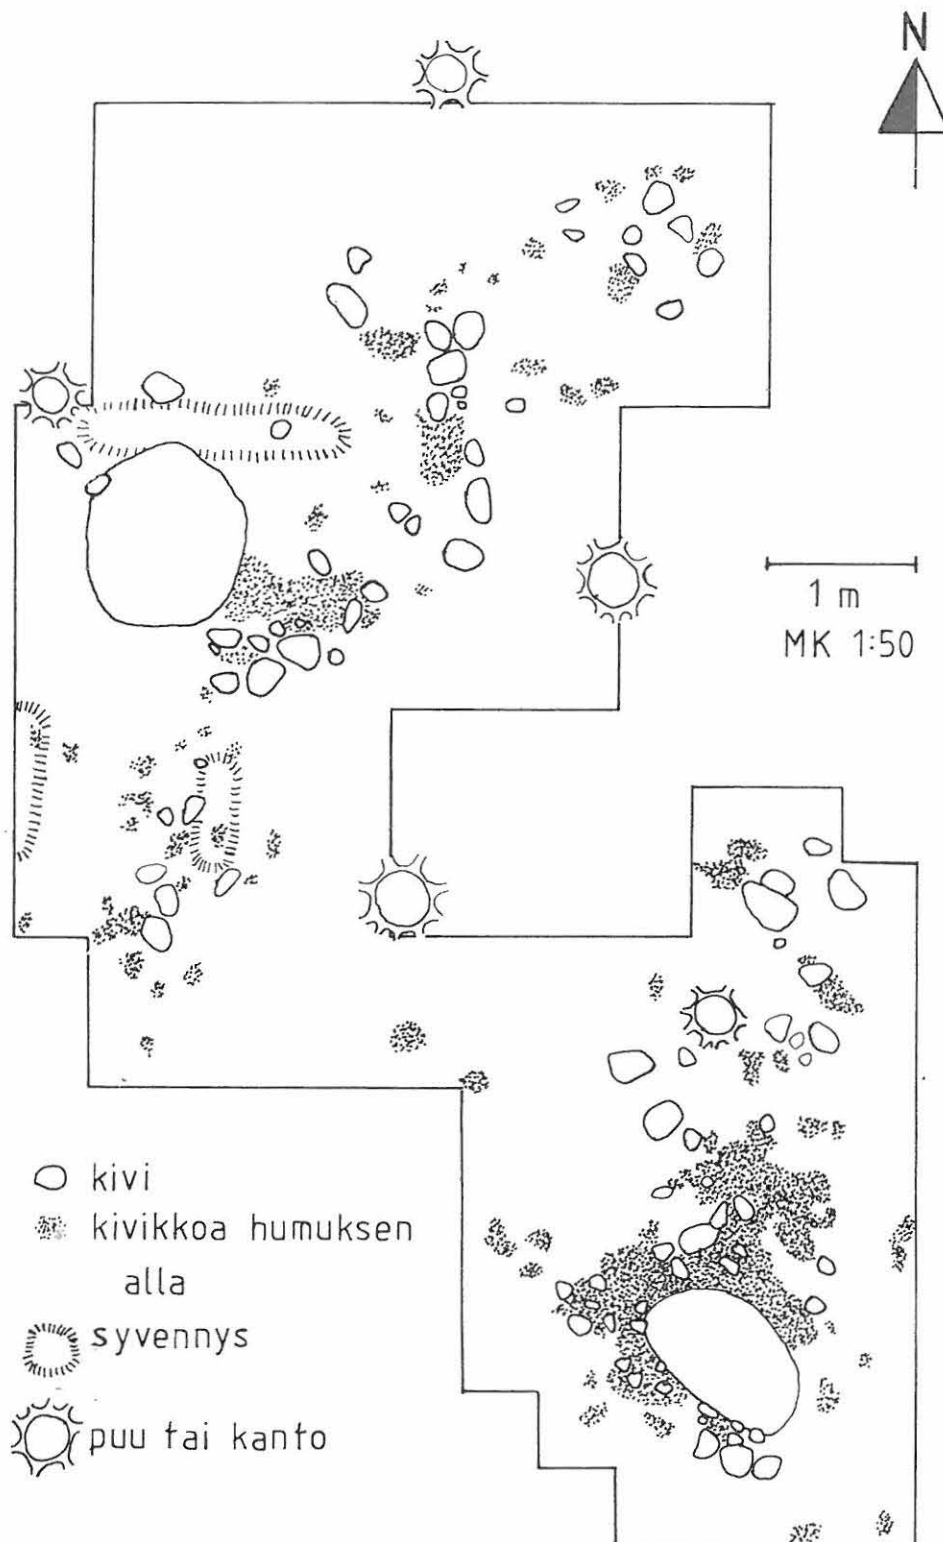 N
1 m
MK 1:50
kivi
kivikkoa humuksen
alla
syvennys
puu tai kanto